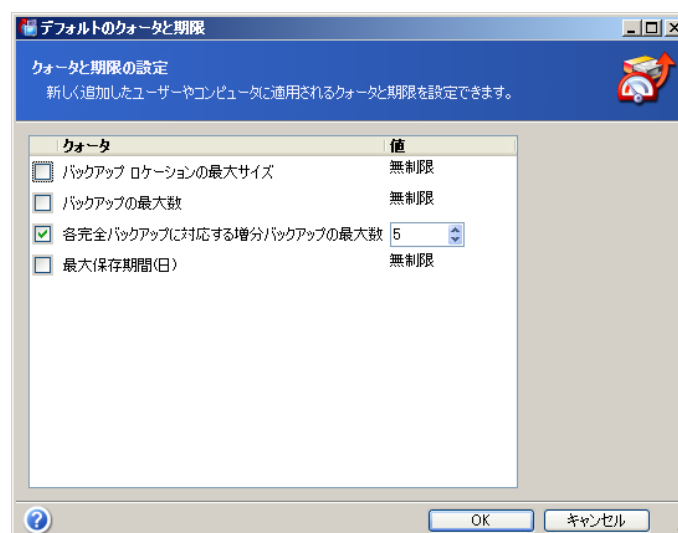 デフォルトのクォータと期限
クォータと期限の設定
新しく追加したユーザーやコンピュータに適用されるクォータと期限を設定できます。
クォータ 値
バックアップ ロケーションの最大サイズ 無制限
バックアップの最大数 無制限
各完全バックアップに対応する増分バックアップの最大数 5
最大保存期間(日) 無制限
OK キャンセル